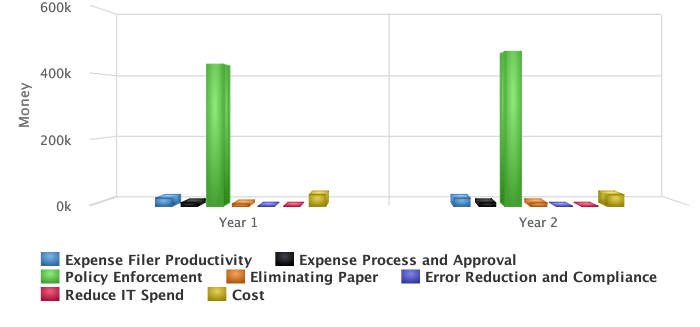 600k
400k
200k
0k
Money
Year 1
Year 2
Expense Filer Productivity
Expense Process and Approval
Policy Enforcement
Eliminating Paper
Error Reduction and Compliance
Reduce IT Spend
Cost